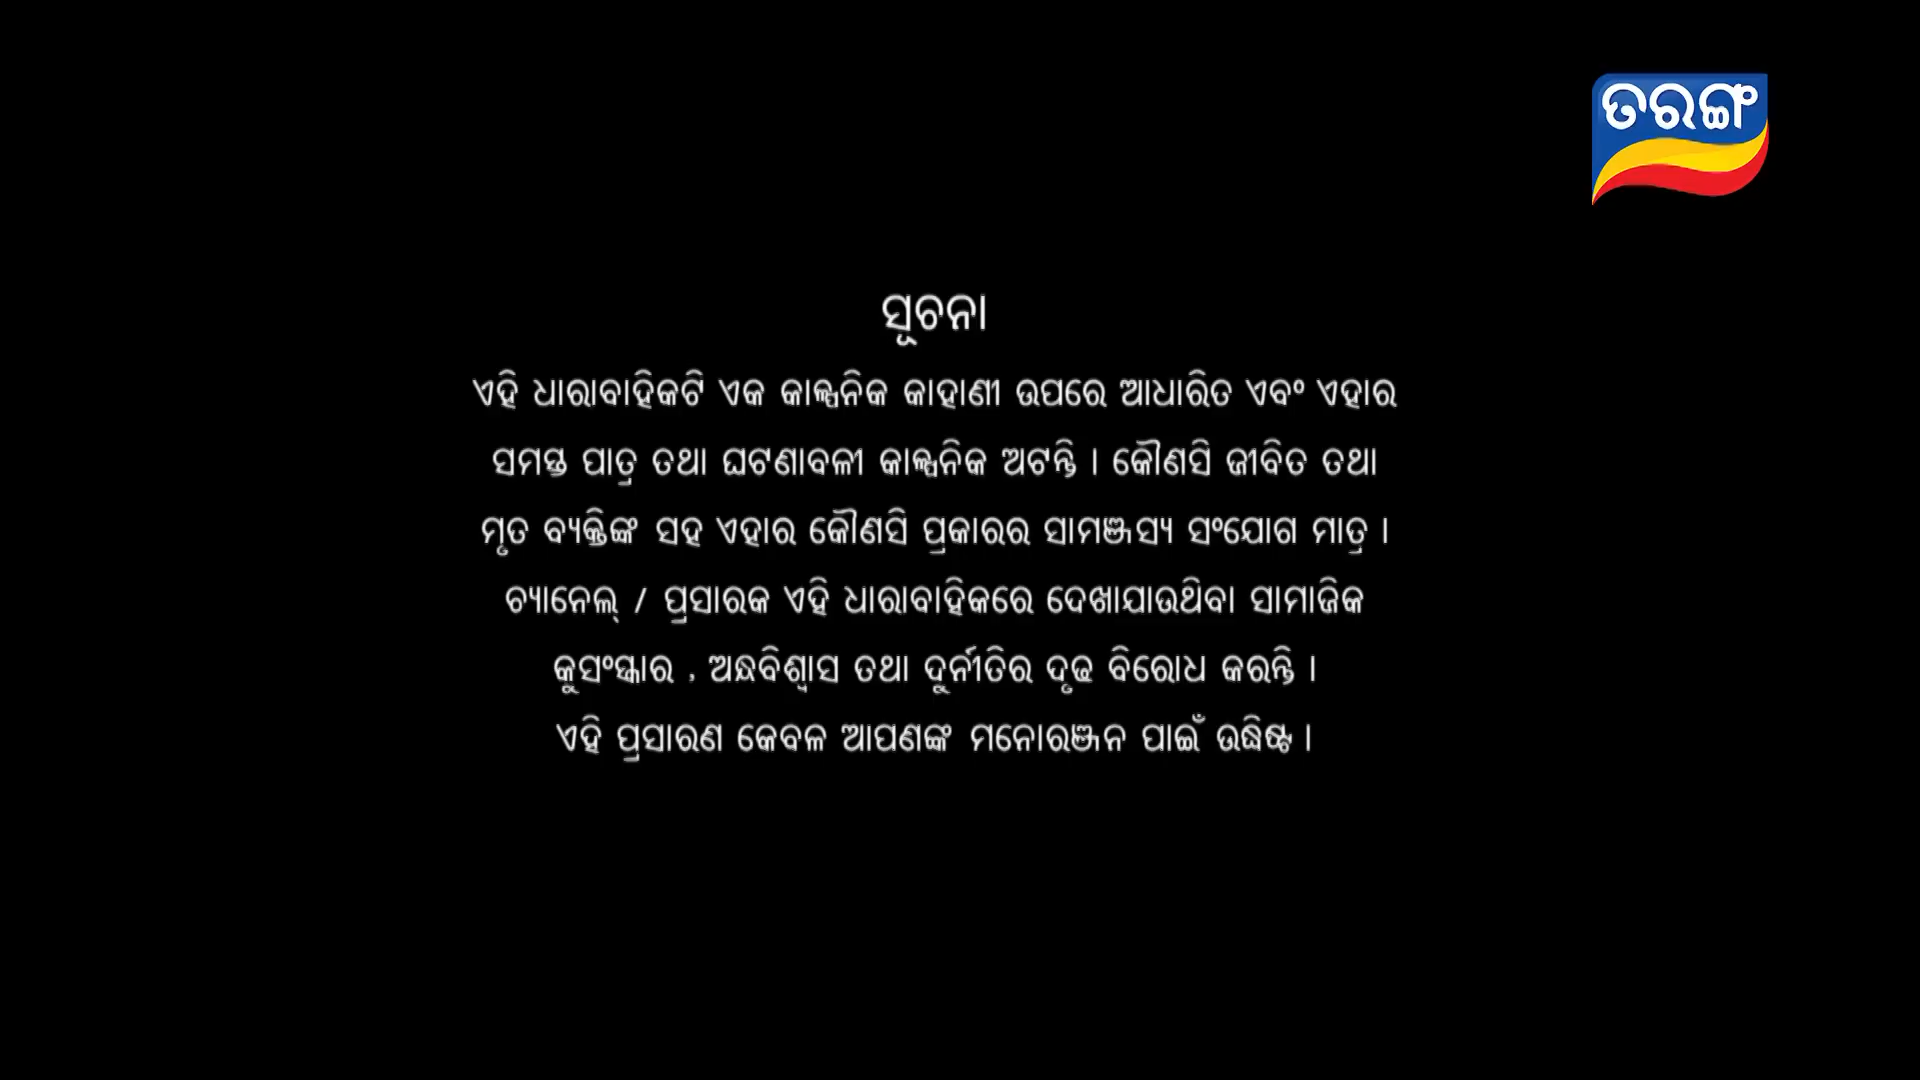 ତରଙ୍ଗ
ସୂଚନା
ଏହି ଧାରାବାହିକଟି ଏକ କାଳ୍ପନିକ କାହାଣୀ ଉପରେ ଆଧାରିତ ଏବଂ ଏହାର
ସମସ୍ତ ପାତ୍ର ତଥା ଘଟଣାବଳୀ କାଳ୍ପନିକ ଅଟନ୍ତି । କୌଣସି ଜୀବିତ ତଥା
ମୃତ ବ୍ୟକ୍ତିଙ୍କ ସହ ଏହାର କୌଣସି ପ୍ରକାରର ସାମଞ୍ଜସ୍ୟ ସଂଯୋଗ ମାତ୍ର ।
ଚ୍ୟାନେଲ୍ / ପ୍ରସାରକ ଏହି ଧାରାବାହିକରେ ଦେଖାଯାଉଥିବା ସାମାଜିକ
କୁସଂସ୍କାର , ଅନ୍ଧବିଶ୍ୱାସ ତଥା ଦୁର୍ନୀତିର ଦୃଢ ବିରୋଧ କରନ୍ତି ।
ଏହି ପ୍ରସାରଣ କେବଳ ଆପଣଙ୍କ ମନୋରଞ୍ଜନ ପାଇଁ ଉଦ୍ଧିଷ୍ଟ ।